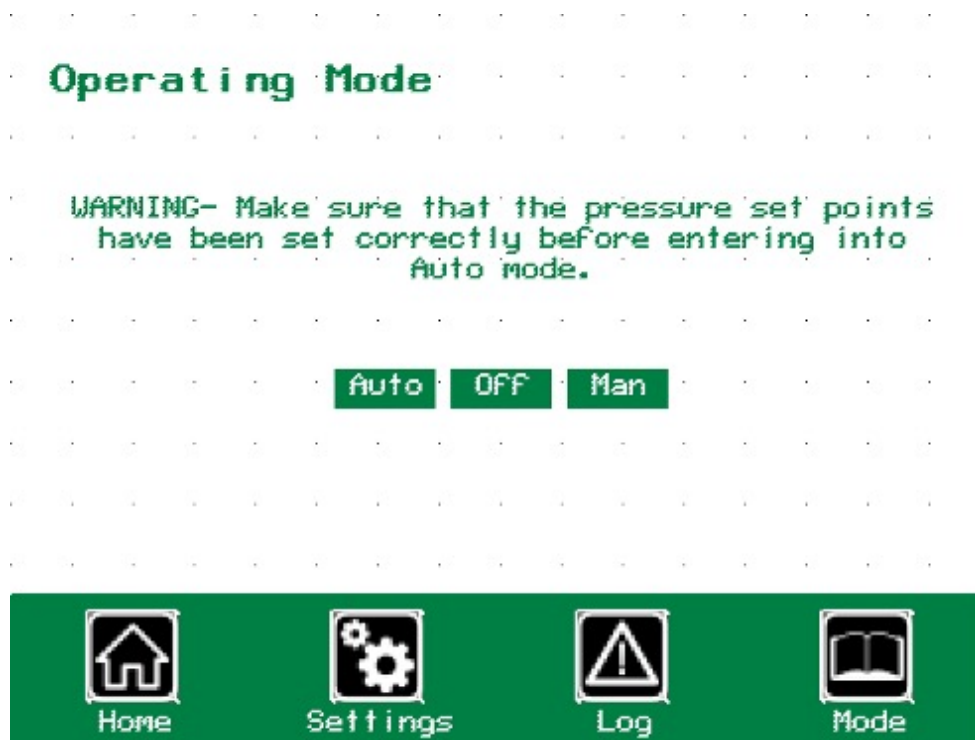 Operating Mode
WARNING- Make sure that the pressure set points
have been set correctly before entering into
Auto mode.
Auto Off Man
Home Settings Log Mode